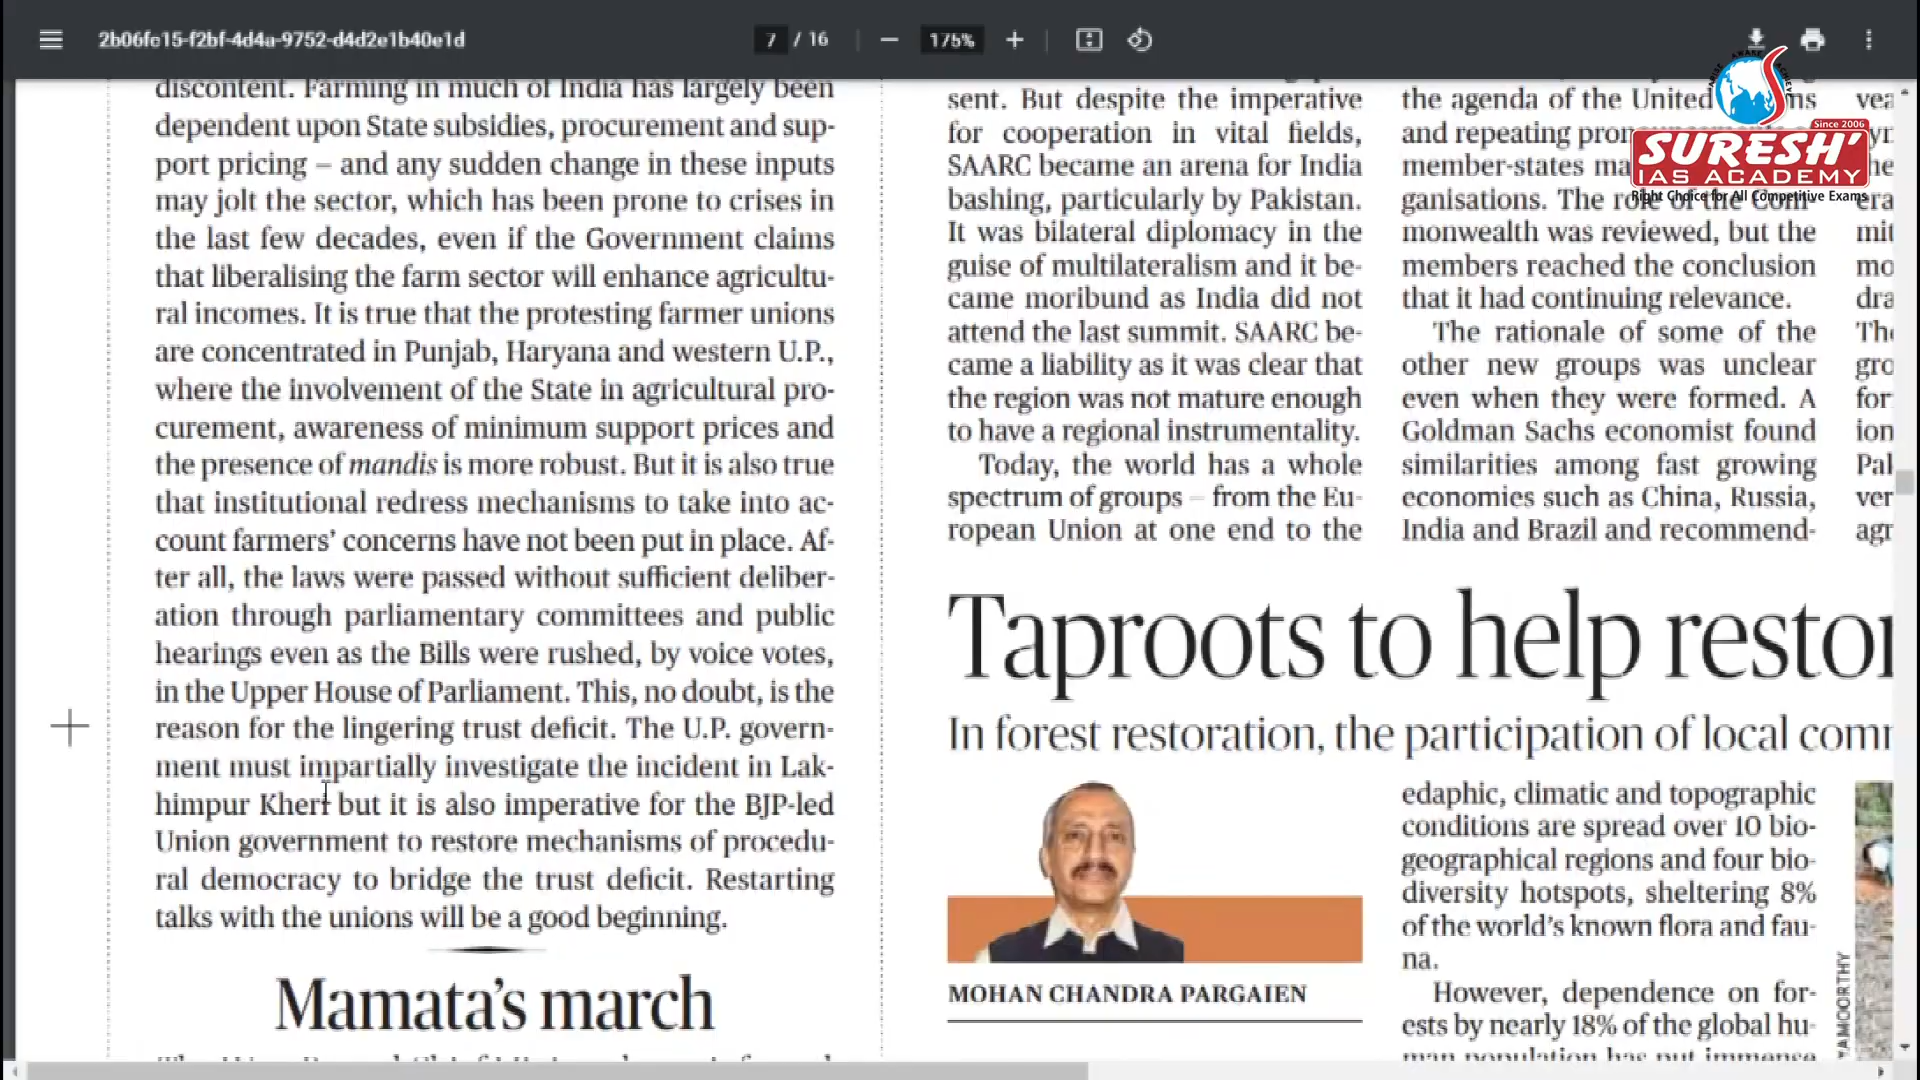 2b06fe15-f2bf-4d4a-9752-d4d2e1b40e1d
7 / 16
175%
Since 2006
SURESH'
IAS ACADEMY
Right Choice for All Competitive Exams
discontent. Farming in much of India has largely been
dependent upon State subsidies, procurement and sup-
port pricing – and any sudden change in these inputs
may jolt the sector, which has been prone to crises in
the last few decades, even if the Government claims
that liberalising the farm sector will enhance agricultu-
ral incomes. It is true that the protesting farmer unions
are concentrated in Punjab, Haryana and western U.P.,
where the involvement of the State in agricultural pro-
curement, awareness of minimum support prices and
the presence of mandis is more robust. But it is also true
that institutional redress mechanisms to take into ac-
count farmers’ concerns have not been put in place. Af-
ter all, the laws were passed without sufficient deliber-
ation through parliamentary committees and public
hearings even as the Bills were rushed, by voice votes,
in the Upper House of Parliament. This, no doubt, is the
reason for the lingering trust deficit. The U.P. govern-
ment must impartially investigate the incident in Lak-
himpur Kheri but it is also imperative for the BJP-led
Union government to restore mechanisms of procedu-
ral democracy to bridge the trust deficit. Restarting
talks with the unions will be a good beginning.
Mamata’s march
sent. But despite the imperative
for cooperation in vital fields,
SAARC became an arena for India
bashing, particularly by Pakistan.
It was bilateral diplomacy in the
guise of multilateralism and it be-
came moribund as India did not
attend the last summit. SAARC be-
came a liability as it was clear that
the region was not mature enough
to have a regional instrumentality.
Today, the world has a whole
spectrum of groups – from the Eu-
ropean Union at one end to the
the agenda of the United
and repeating
member-states
ganisations. The role of the Com-
monwealth was reviewed, but the
members reached the conclusion
that it had continuing relevance.
The rationale of some of the
other new groups was unclear
even when they were formed. A
Goldman Sachs economist found
similarities among fast growing
economies such as China, Russia,
India and Brazil and recommend-
Taproots to help restor
In forest restoration, the participation of local com
MOHAN CHANDRA PARGAIEN
edaphic, climatic and topographic
conditions are spread over 10 bio-
geographical regions and four bio-
diversity hotspots, sheltering 8%
of the world’s known flora and fau-
na.
However, dependence on for-
ests by nearly 18% of the global hu-
man population has put immense